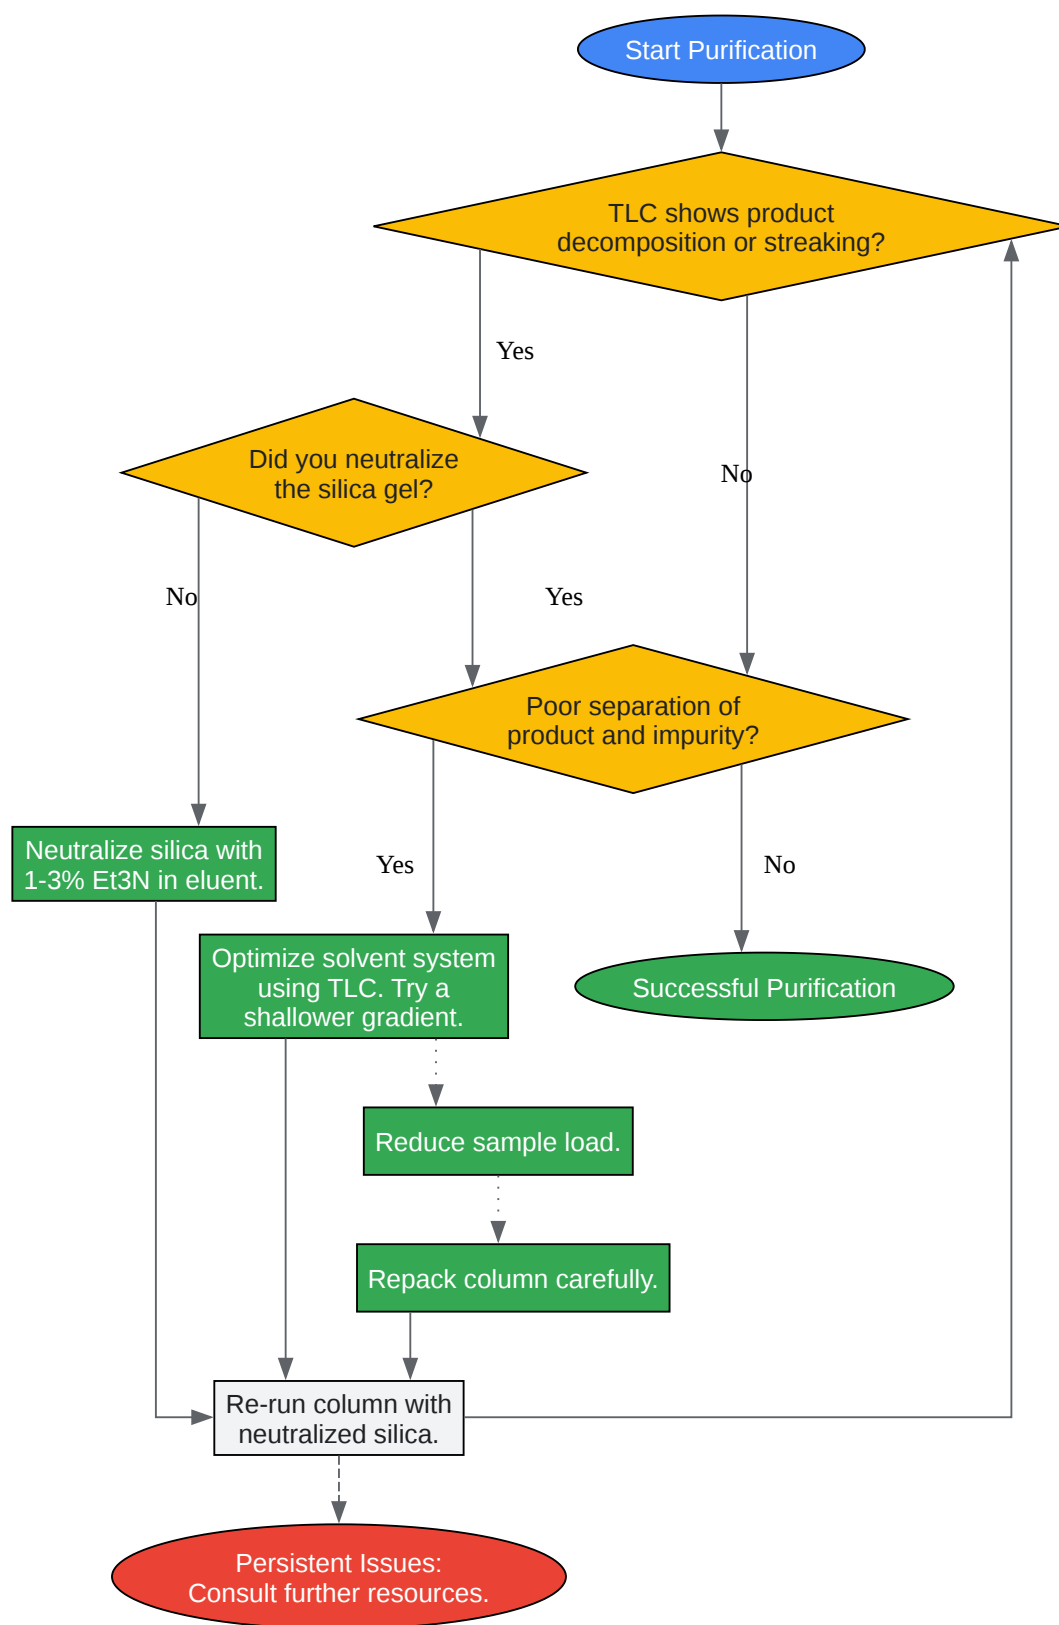 Start Purification
TLC shows product
decomposition or streaking?
Yes
Did you neutralize
the silica gel?
No
No
Yes
Poor separation of
product and impurity?
Neutralize silica with
1-3% Et3N in eluent.
Yes
No
Optimize solvent system
using TLC. Try a
shallower gradient.
Successful Purification
Reduce sample load.
Repack column carefully.
Re-run column with
neutralized silica.
Persistent Issues:
Consult further resources.